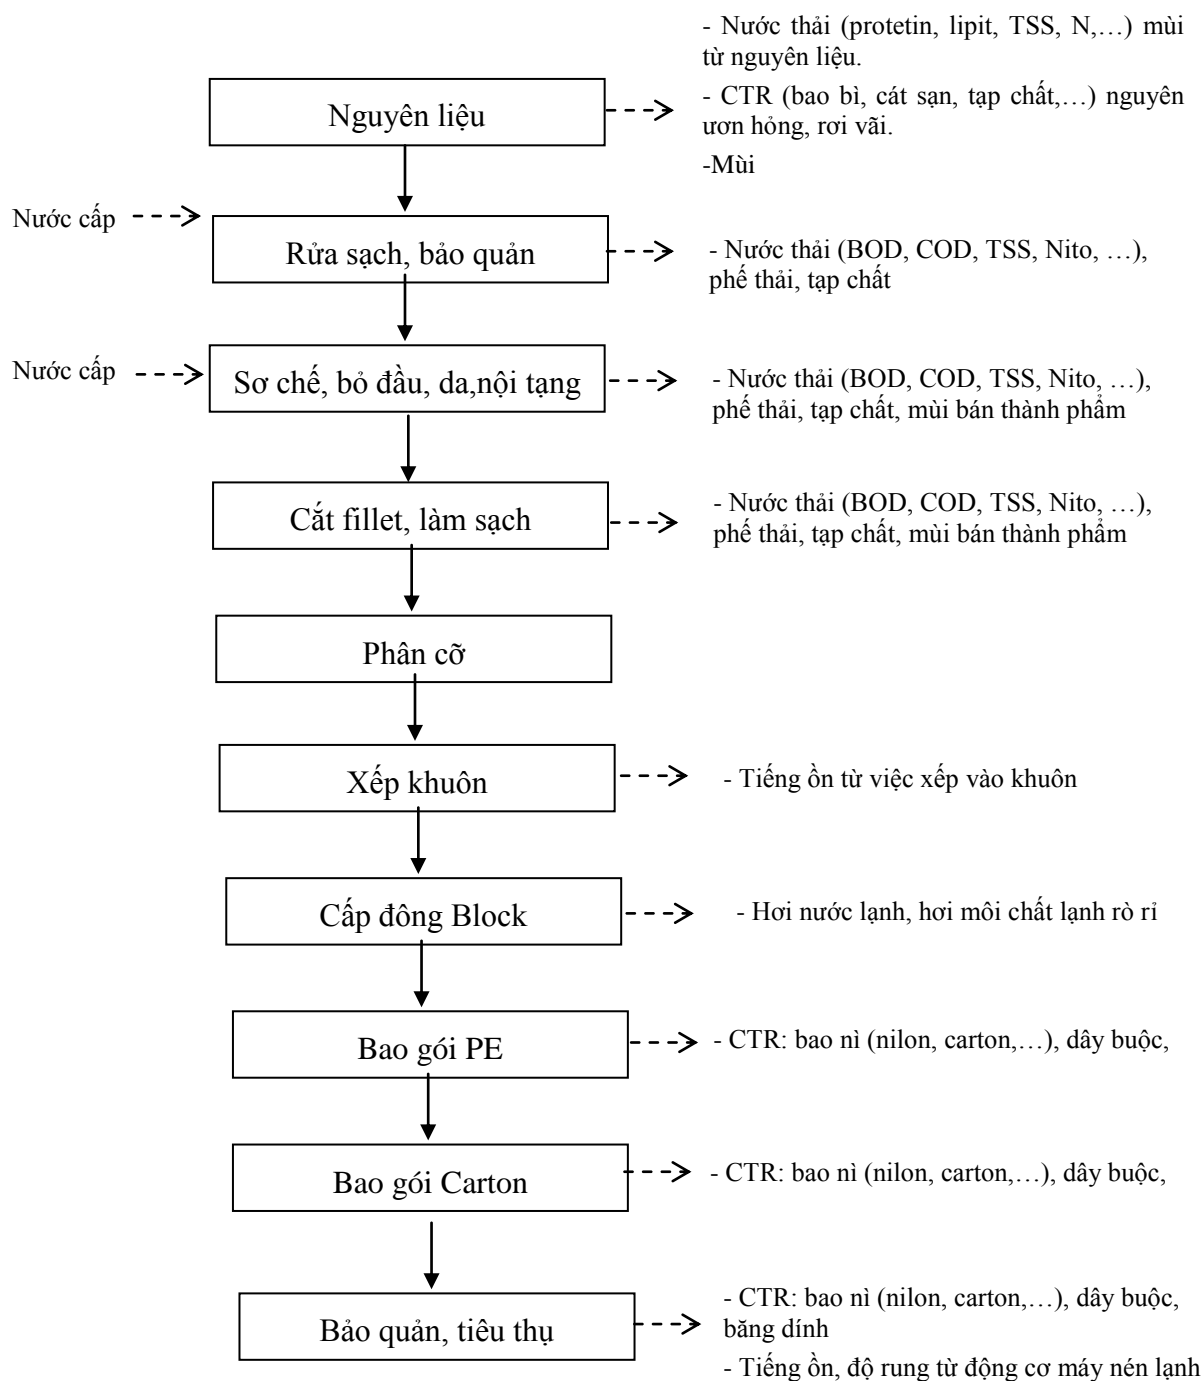 - Nước thải (protetin, lipit, TSS, N,…) mùi
từ nguyên liệu.
- CTR (bao bì, cát sạn, tạp chất,…) nguyên
ươn hỏng, rơi vãi.
-Mùi
Nguyên liệu
Nước cấp
Rửa sạch, bảo quản
- Nước thải (BOD, COD, TSS, Nito, …),
phế thải, tạp chất
Nước cấp
Sơ chế, bỏ đầu, da,nội tạng
- Nước thải (BOD, COD, TSS, Nito, …),
phế thải, tạp chất, mùi bán thành phẩm
Cắt fillet, làm sạch
- Nước thải (BOD, COD, TSS, Nito, …),
phế thải, tạp chất, mùi bán thành phẩm
Phân cỡ
Xếp khuôn
- Tiếng ồn từ việc xếp vào khuôn
Cấp đông Block
- Hơi nước lạnh, hơi môi chất lạnh rò rỉ
Bao gói PE
- CTR: bao nì (nilon, carton,…), dây buộc,
Bao gói Carton
- CTR: bao nì (nilon, carton,…), dây buộc,
Bảo quản, tiêu thụ
- CTR: bao nì (nilon, carton,…), dây buộc,
băng dính
- Tiếng ồn, độ rung từ động cơ máy nén lạnh